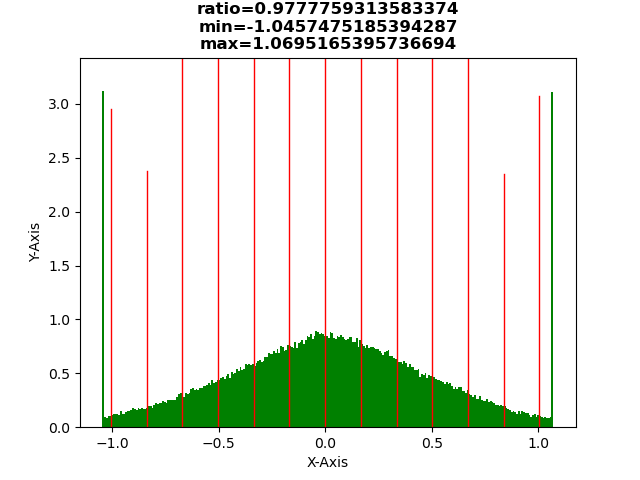 ratio=0.9777759313583374
min=-1.0457475185394287
max=1.0695165395736694
3.0
2.5
2.0
1.5
1.0
0.5
0.0
Y-Axis
−1.0 −0.5 0.0 0.5 1.0
X-Axis